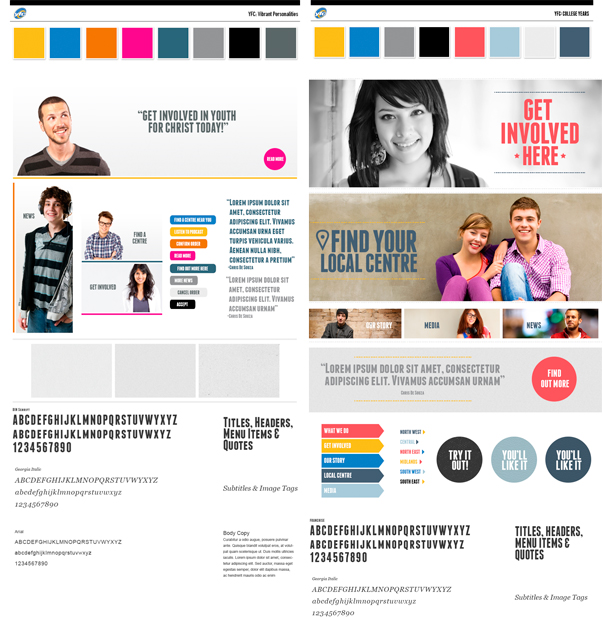 YFC
YFC: Vibrant Personalities
“GET INVOLVED IN YOUTH
FOR CHRIST TODAY!”
READ MORE
NEWS
FIND A
CENTRE
GET INVOLVED
FIND A CENTRE NEAR YOU
LISTEN TO PODCAST
CONFIRM ORDER
READ MORE
FIND OUT MORE HERE
MORE NEWS
CANCEL ORDER
ACCEPT
“Lorem ipsum dolor sit
amet, consectetur
adipiscing elit. Vivamus
accumsan urna eget
turpis vehicula varius.
Aenean nulla nibh,
consectetur a pretium”
-Chris De Souza
“Lorem ipsum dolor sit
amet, consectetur
adipiscing elit. Vivamus
accumsan urna”
-Chris De Souza
ABCDEFGHIJKLMNOPQRSTUVWXYZ
ABCDEFGHIJKLMNOPQRSTUVWXYZ
1234567890
Titles, Headers,
Menu Items &
Quotes
Georgia Italic
ABCDEFGHIJKLMNOPQRSTUVWXYZ
abcdefghijklmnopqrstuvwxyz
1234567890
Subtitles & Image Tags
Arial
ABCDEFGHIJKLMNOPQRSTUVWXYZ
abcdefghijklmnopqrstuvwxyz
1234567890
Body Copy
YFC
YFC: COLLEGE YEARS
GET
INVOLVED
HERE
FIND YOUR
LOCAL CENTRE
OUR STORY
MEDIA
NEWS
“Lorem ipsum dolor sit amet, consectetur
adipiscing elit. Vivamus accumsan urna”
Chris De Souza
FIND
OUT MORE
WHAT WE DO
GET INVOLVED
OUR STORY
LOCAL CENTRE
MEDIA
NORTH WEST
CENTRAL
NORTH EAST
MIDLANDS
SOUTH WEST
SOUTH EAST
TRY IT
OUT!
YOU'LL
LIKE IT
YOU'LL
LIKE IT
ABCDEFGHIJKLMNOPQRSTUVWXYZ
ABCDEFGHIJKLMNOPQRSTUVWXYZ
1234567890
TITLES, HEADERS,
MENU ITEMS &
QUOTES
Georgia Italic
ABCDEFGHIJKLMNOPQRSTUVWXYZ
abcdefghijklmnopqrstuvwxyz
1234567890
Subtitles & Image Tags